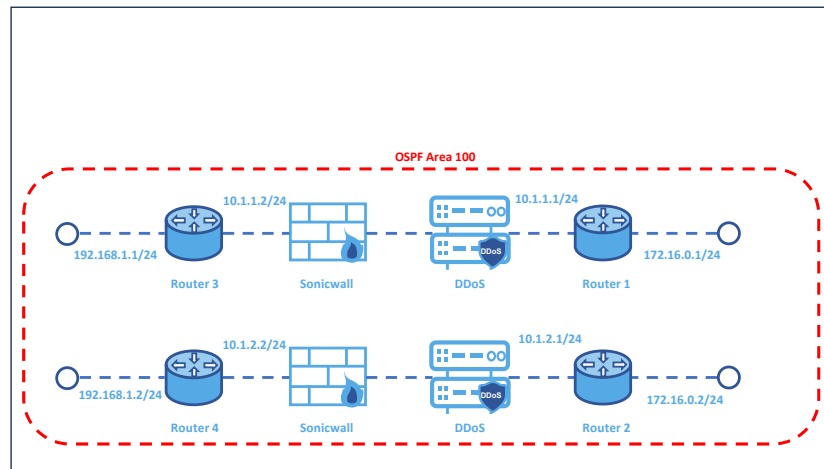 OSPF Area 100
10.1.1.2/24
10.1.1.1/24
DDoS
192.168.1.1/24
172.16.0.1/24
Router 3
Sonicwall
DDoS
Router 1
10.1.2.2/24
10.1.2.1/24
DDoS
192.168.1.2/24
172.16.0.2/24
Router 4
Sonicwall
DDoS
Router 2